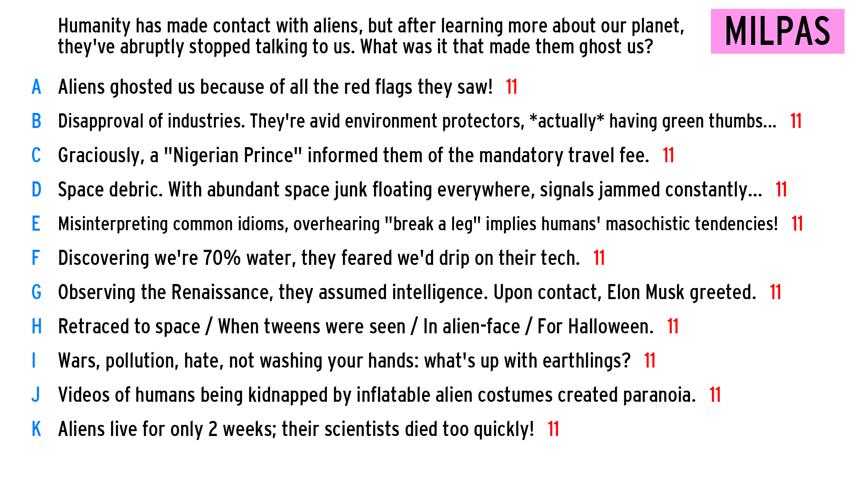 Humanity has made contact with aliens, but after learning more about our planet,
they've abruptly stopped talking to us. What was it that made them ghost us?
MILPAS
A Aliens ghosted us because of all the red flags they saw! 11
B Disapproval of industries. They're avid environment protectors, *actually* having green thumbs... 11
C Graciously, a "Nigerian Prince" informed them of the mandatory travel fee. 11
D Space debric. With abundant space junk floating everywhere, signals jammed constantly... 11
E Misinterpreting common idioms, overhearing "break a leg" implies humans' masochistic tendencies! 11
F Discovering we're 70% water, they feared we'd drip on their tech. 11
G Observing the Renaissance, they assumed intelligence. Upon contact, Elon Musk greeted. 11
H Retraced to space / When tweens were seen / In alien-face / For Halloween. 11
I Wars, pollution, hate, not washing your hands: what's up with earthlings? 11
J Videos of humans being kidnapped by inflatable alien costumes created paranoia. 11
K Aliens live for only 2 weeks; their scientists died too quickly! 11